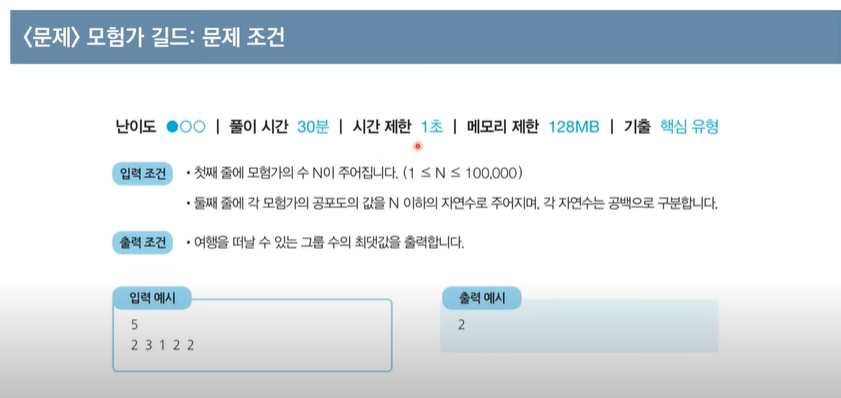 <문제> 모험가 길드: 문제 조건
난이도 ●○○ | 풀이 시간 30분 | 시간 제한 1초 | 메모리 제한 128MB | 기출 핵심 유형
입력 조건 • 첫째 줄에 모험가의 수 N이 주어집니다. (1 ≤ N ≤ 100,000)
• 둘째 줄에 각 모험가의 공포도의 값을 N 이하의 자연수로 주어지며, 각 자연수는 공백으로 구분합니다.
출력 조건 • 여행을 떠날 수 있는 그룹 수의 최댓값을 출력합니다.
입력 예시
5
2 3 1 2 2
출력 예시
2